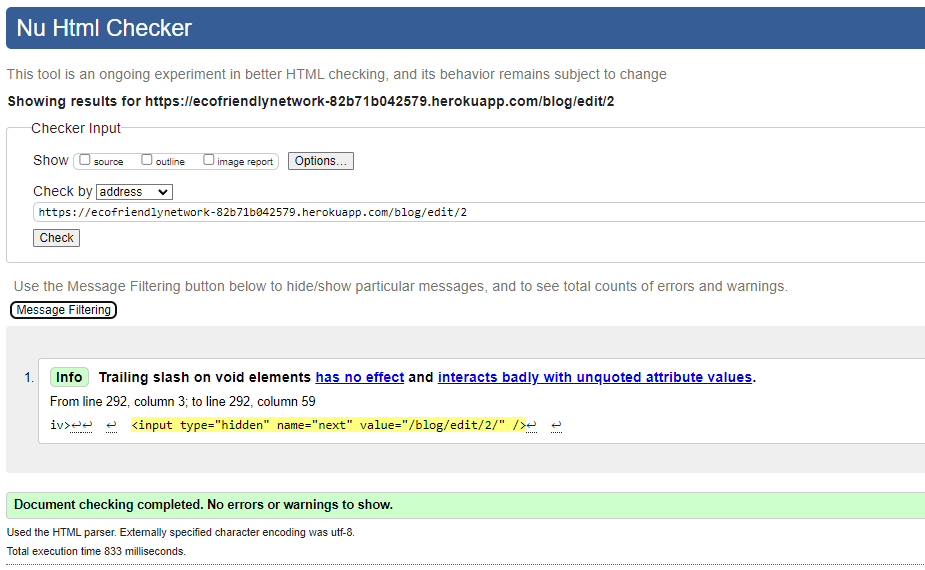 Nu Html Checker
This tool is an ongoing experiment in better HTML checking, and its behavior remains subject to change
Showing results for https://ecofriendlynetwork-82b71b042579.herokuapp.com/blog/edit/2
Checker Input
Show source outline image report Options...
Check by address
https://ecofriendlynetwork-82b71b042579.herokuapp.com/blog/edit/2
Check
Use the Message Filtering button below to hide/show particular messages, and to see total counts of errors and warnings.
Message Filtering
1. Info Trailing slash on void elements has no effect and interacts badly with unquoted attribute values.
From line 292, column 3; to line 292, column 59
iv>↩↩ ↩ <input type="hidden" name="next" value="/blog/edit/2/" />↩ ↩
Document checking completed. No errors or warnings to show.
Used the HTML parser. Externally specified character encoding was utf-8.
Total execution time 833 milliseconds.